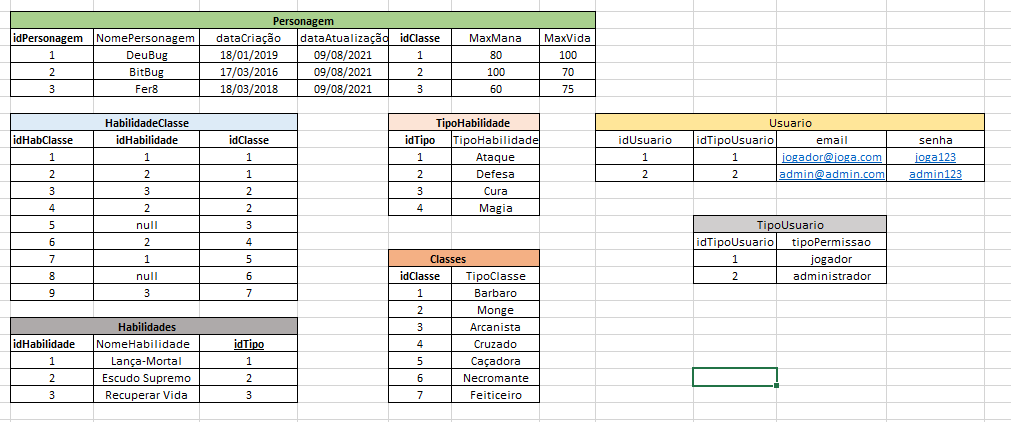 Personagem
idPersonagem NomePersonagem dataCriação dataAtualização idClasse MaxMana MaxVida
1 DeuBug 18/01/2019 09/08/2021 1 80 100
2 BitBug 17/03/2016 09/08/2021 2 100 70
3 Fer8 18/03/2018 09/08/2021 3 60 75
HabilidadeClasse
idHabClasse idHabilidade idClasse
1 1 1
2 2 1
3 3 2
4 2 2
5 null 3
6 2 4
7 1 5
8 null 6
9 3 7
TipoHabilidade
idTipo TipoHabilidade
1 Ataque
2 Defesa
3 Cura
4 Magia
Usuario
idUsuario idTipoUsuario email senha
1 1 jogador@joga.com joga123
2 2 admin@admin.com admin123
TipoUsuario
idTipoUsuario tipoPermissao
1 jogador
2 administrador
Classes
idClasse TipoClasse
1 Barbaro
2 Monge
3 Arcanista
4 Cruzado
5 Caçadora
6 Necromante
7 Feiticeiro
Habilidades
idHabilidade NomeHabilidade idTipo
1 Lança-Mortal 1
2 Escudo Supremo 2
3 Recuperar Vida 3